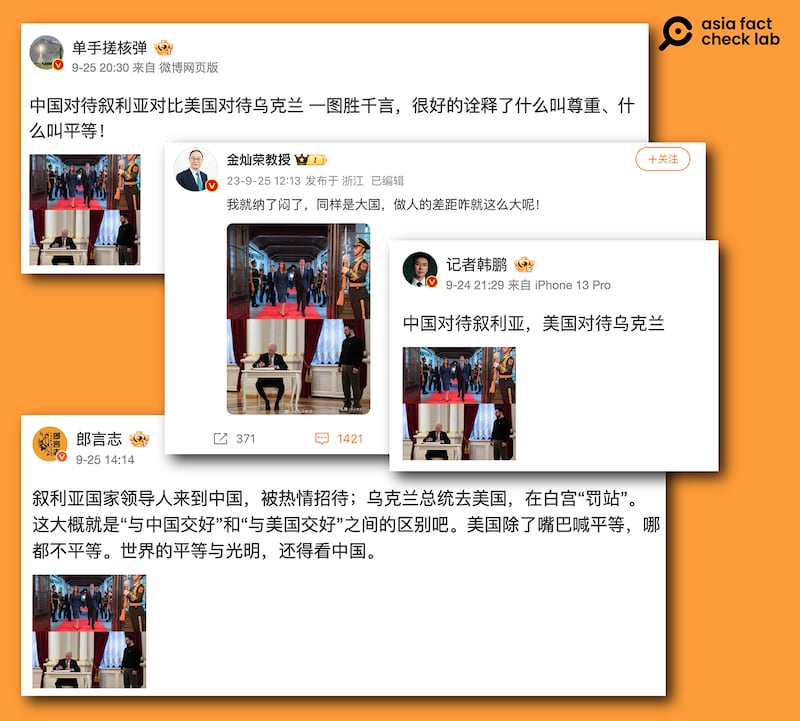 asia fact
check lab
单手搓核弹
9-25 20:30 来自 微博网页版
中国对待叙利亚对比美国对待乌克兰 一图胜千言，很好的诠释了什么叫尊重、什
么叫平等！
金灿荣教授
1
＋关注
23-9-25 12:13 发布于 浙江 已编辑
我就纳了闷了，同样是大国，做人的差距咋就这么大呢！
371
1421
记者韩鹏
9-24 21:29 来自 iPhone 13 Pro
中国对待叙利亚，美国对待乌克兰
郎言志
9-25 14:14
叙利亚国家领导人来到中国，被热情招待；乌克兰总统去美国，在白宫“罚站”。
这大概就是“与中国交好”和“与美国交好”之间的区别吧。美国除了嘴巴喊平等，哪
都不平等。世界的平等与光明，还得看中国。